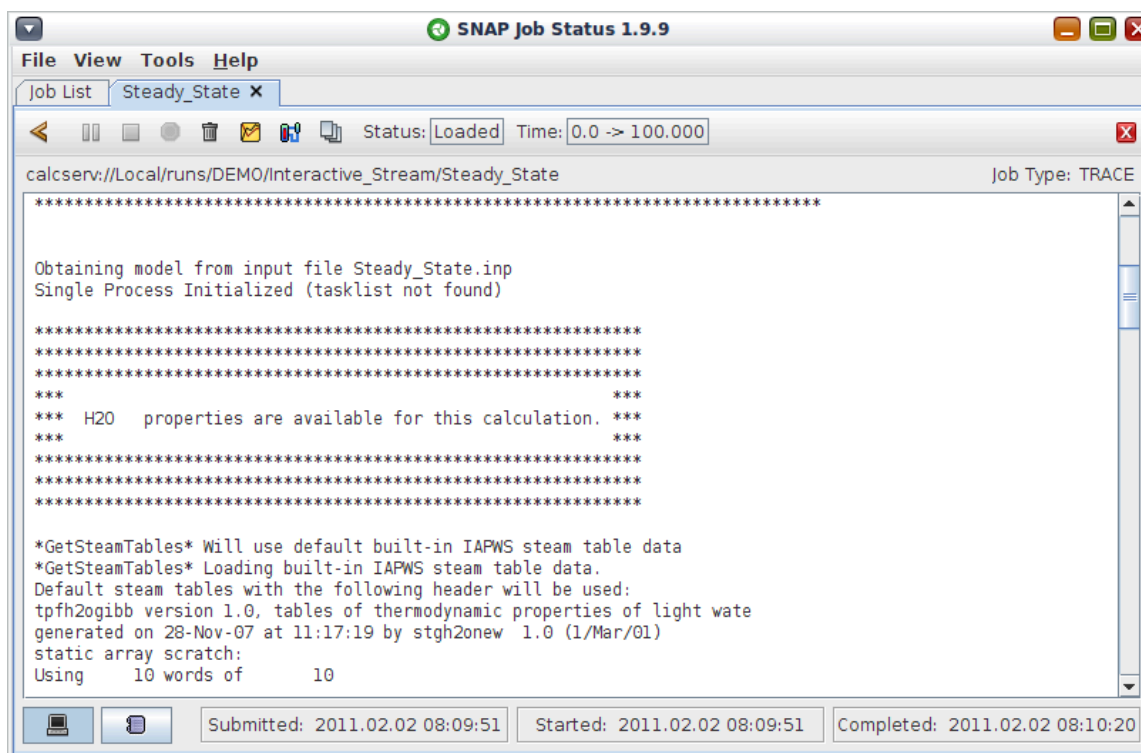 SNAP Job Status 1.9.9
File View Tools Help
Job List Steady_State
Status: Loaded Time: 0.0 -> 100.000
calcserv://Local/runs/DEMO/Interactive_Stream/Steady_State Job Type: TRACE
*******************************************************************************
Obtaining model from input file Steady_State.inp
Single Process Initialized (tasklist not found)
*************************************************************
*************************************************************
*************************************************************
*** ***
*** H2O properties are available for this calculation. ***
*** ***
*************************************************************
*************************************************************
*************************************************************
*GetSteamTables* Will use default built-in IAPWS steam table data
*GetSteamTables* Loading built-in IAPWS steam table data.
Default steam tables with the following header will be used:
tpfh2ogibb version 1.0, tables of thermodynamic properties of light wate
generated on 28-Nov-07 at 11:17:19 by stgh2onew 1.0 (1/Mar/01)
static array scratch:
Using 10 words of 10
Submitted: 2011.02.02 08:09:51 Started: 2011.02.02 08:09:51 Completed: 2011.02.02 08:10:20